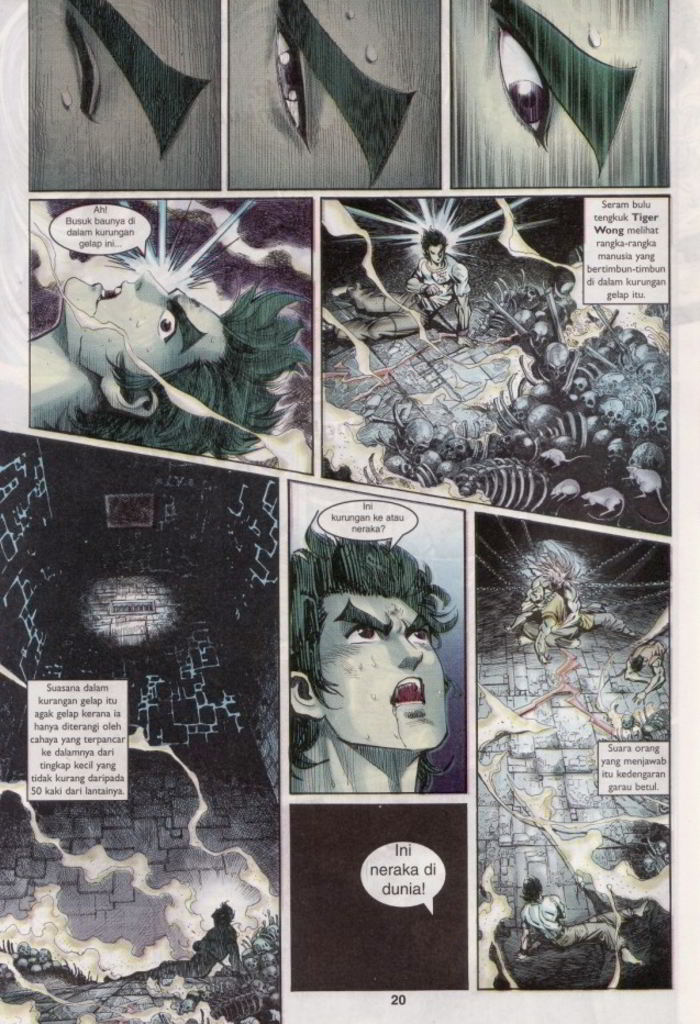 Ah!
Busuk baunya di
dalam kurungan
gelap ini...
Seram bulu
tengkuk Tiger
Wong melihat
rangka-rangka
manusia yang
bertimbun-timbun
di dalam kurungan
gelap itu.
Suasana dalam
kurangan gelap itu
agak gelap kerana ia
hanya diterangi oleh
cahaya yang terpancar
ke dalamnya dari
tingkap kecil yang
tidak kurang daripada
50 kaki dari lantainya.
Ini
kurungan ke atau
neraka?
Ini
neraka di
dunia!
Suara orang
yang menjawab
itu kedengaran
garau betul.
20